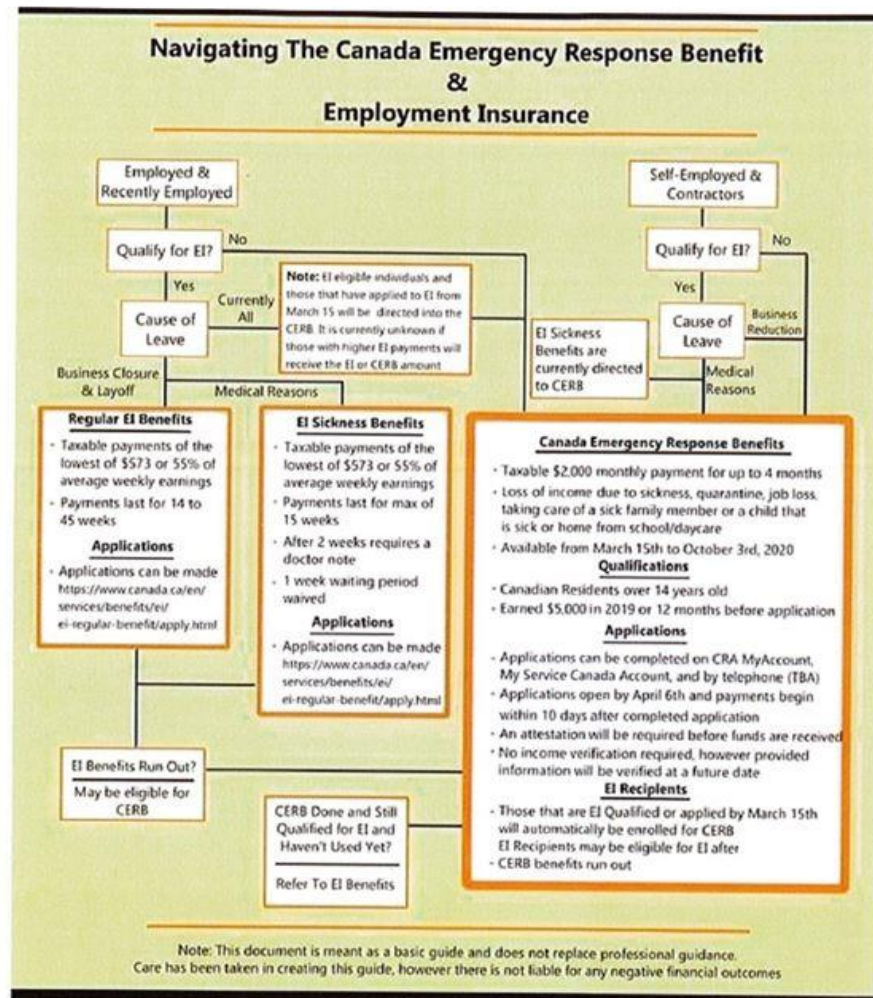 Navigating The Canada Emergency Response Benefit
&
Employment Insurance
Employed &
Recently Employed
Qualify for EI?
No
Yes
Cause of
Leave
Currently
All
Note: EI eligible individuals and
those that have applied to EI from
March 15 will be directed into the
CERB. It is currently unknown if
those with higher EI payments will
receive the EI or CERB amount
Business Closure
& Layoff
Medical Reasons
Self-Employed &
Contractors
Qualify for EI?
No
Yes
Cause of
Leave
Business
Reduction
Medical
Reasons
EI Sickness
Benefits are
currently directed
to CERB
Regular EI Benefits
· Taxable payments of the
lowest of $573 or 55% of
average weekly earnings
· Payments last for 14 to
45 weeks
Applications
· Applications can be made
https://www.canada.ca/en/
services/benefits/ei/
ei-regular-benefit/apply.html
EI Sickness Benefits
· Taxable payments of the
lowest of $573 or 55% of
average weekly earnings
· Payments last for max of
15 weeks
· After 2 weeks requires a
doctor note
· 1 week waiting period
waived
Applications
· Applications can be made
https://www.canada.ca/en/
services/benefits/ei/
ei-regular-benefit/apply.html
Canada Emergency Response Benefits
· Taxable $2,000 monthly payment for up to 4 months
· Loss of income due to sickness, quarantine, job loss,
taking care of a sick family member or a child that
is sick or home from school/daycare
· Available from March 15th to October 3rd, 2020
Qualifications
· Canadian Residents over 14 years old
· Earned $5,000 in 2019 or 12 months before application
Applications
· Applications can be completed on CRA MyAccount,
My Service Canada Account, and by telephone (TBA)
· Applications open by April 6th and payments begin
within 10 days after completed application
· An attestation will be required before funds are received
· No income verification required, however provided
information will be verified at a future date
EI Recipients
· Those that are EI Qualified or applied by March 15th
will automatically be enrolled for CERB
EI Recipients may be eligible for EI after
· CERB benefits run out
EI Benefits Run Out?
May be eligible for
CERB
CERB Done and Still
Qualified for EI and
Haven't Used Yet?
Refer To EI Benefits
Note: This document is meant as a basic guide and does not replace professional guidance.
Care has been taken in creating this guide, however there is not liable for any negative financial outcomes